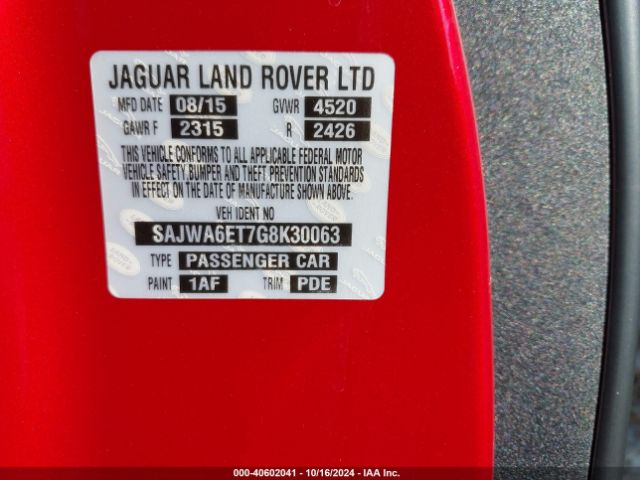 JAGUAR LAND ROVER LTD
MFD DATE 08/15 GVWR 4520
GAWR F 2315 R 2426
THIS VEHICLE CONFORMS TO ALL APPLICABLE FEDERAL MOTOR
VEHICLE SAFETY BUMPER AND THEFT PREVENTION STANDARDS
IN EFFECT ON THE DATE OF MANUFACTURE SHOWN ABOVE.
VEH IDENT NO
SAJWA6ET7G8K30063
TYPE PASSENGER CAR
PAINT 1AF TRIM PDE
000-40602041 - 10/16/2024 - IAA Inc.